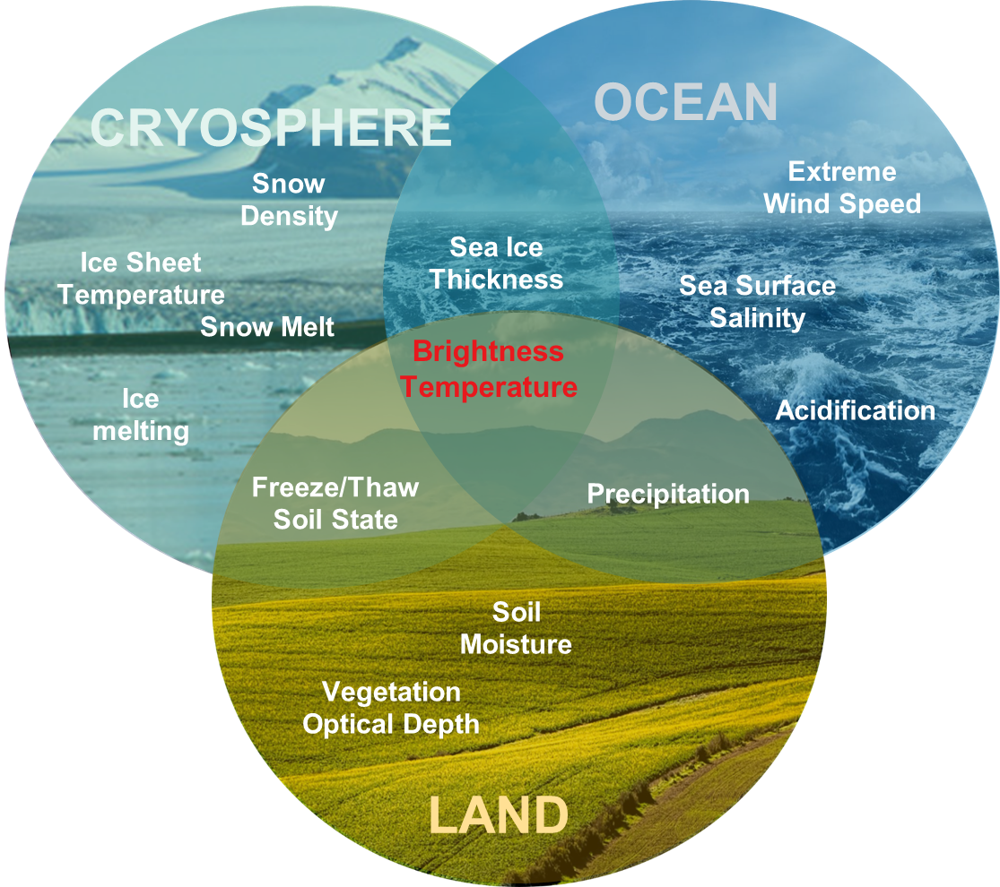 CRYOSPHERE
OCEAN
Snow
Density
Extreme
Wind Speed
Ice Sheet
Temperature
Snow Melt
Sea Ice
Thickness
Sea Surface
Salinity
Brightness
Temperature
Ice
melting
Acidification
Freeze/Thaw
Soil State
Precipitation
Soil
Moisture
Vegetation
Optical Depth
LAND